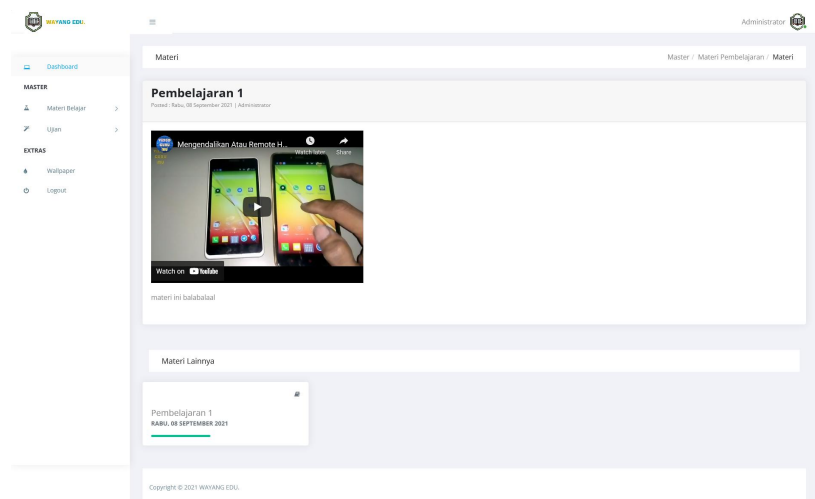 WAYANG EDU.
Administrator
Dashboard
MASTER
Materi Belajar
Ujian
EXTRAS
Wallpaper
Logout
Materi
Master / Materi Pembelajaran / Materi
Pembelajaran 1
Posted : Rabu, 08 September 2021 | Administrator
Mengendalikan Atau Remote H...
Watch later
Share
Watch on YouTube
materi ini balabalaal
Materi Lainnya
Pembelajaran 1
RABU, 08 SEPTEMBER 2021
Copyright © 2021 WAYANG EDU.